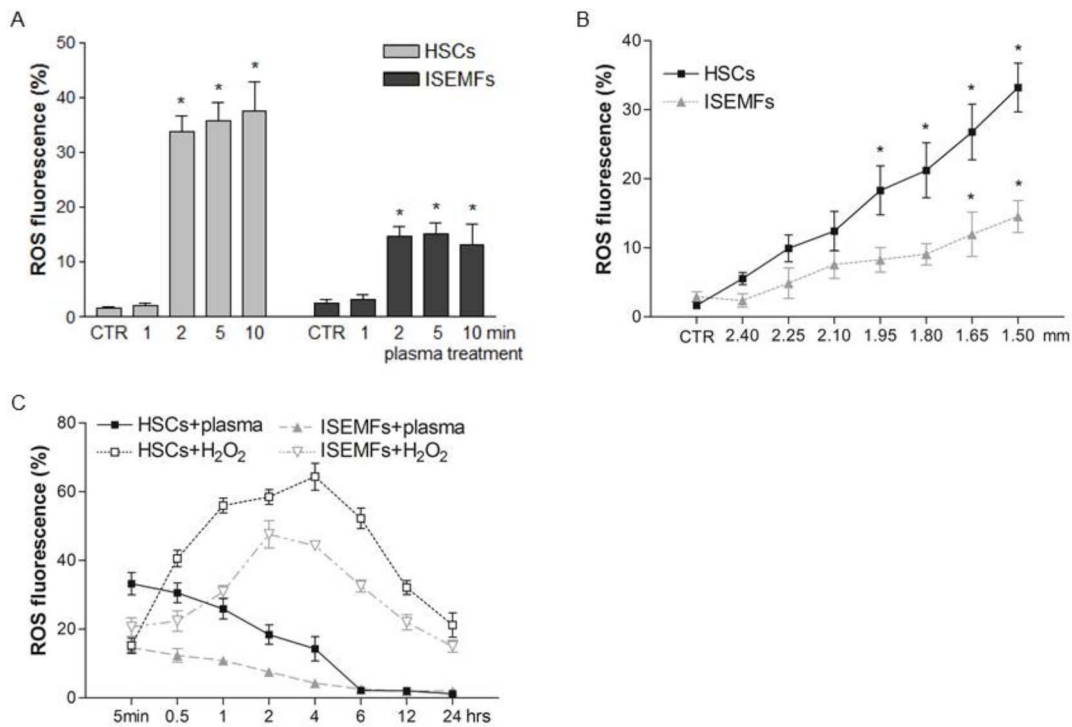 A
ROS fluorescence (%)
50
40
30
20
10
0
HSCs
ISEMFs
* * * * * *
CTR 1 2 5 10 CTR 1 2 5 10 min
plasma treatment
B
ROS fluorescence (%)
40
30
20
10
0
HSCs
ISEMFs
* * * * * *
CTR 2.40 2.25 2.10 1.95 1.80 1.65 1.50 mm
C
ROS fluorescence (%)
80
60
40
20
0
HSCs+plasma ISEMFs+plasma
HSCs+H₂O₂ ISEMFs+H₂O₂
5min 0.5 1 2 4 6 12 24 hrs